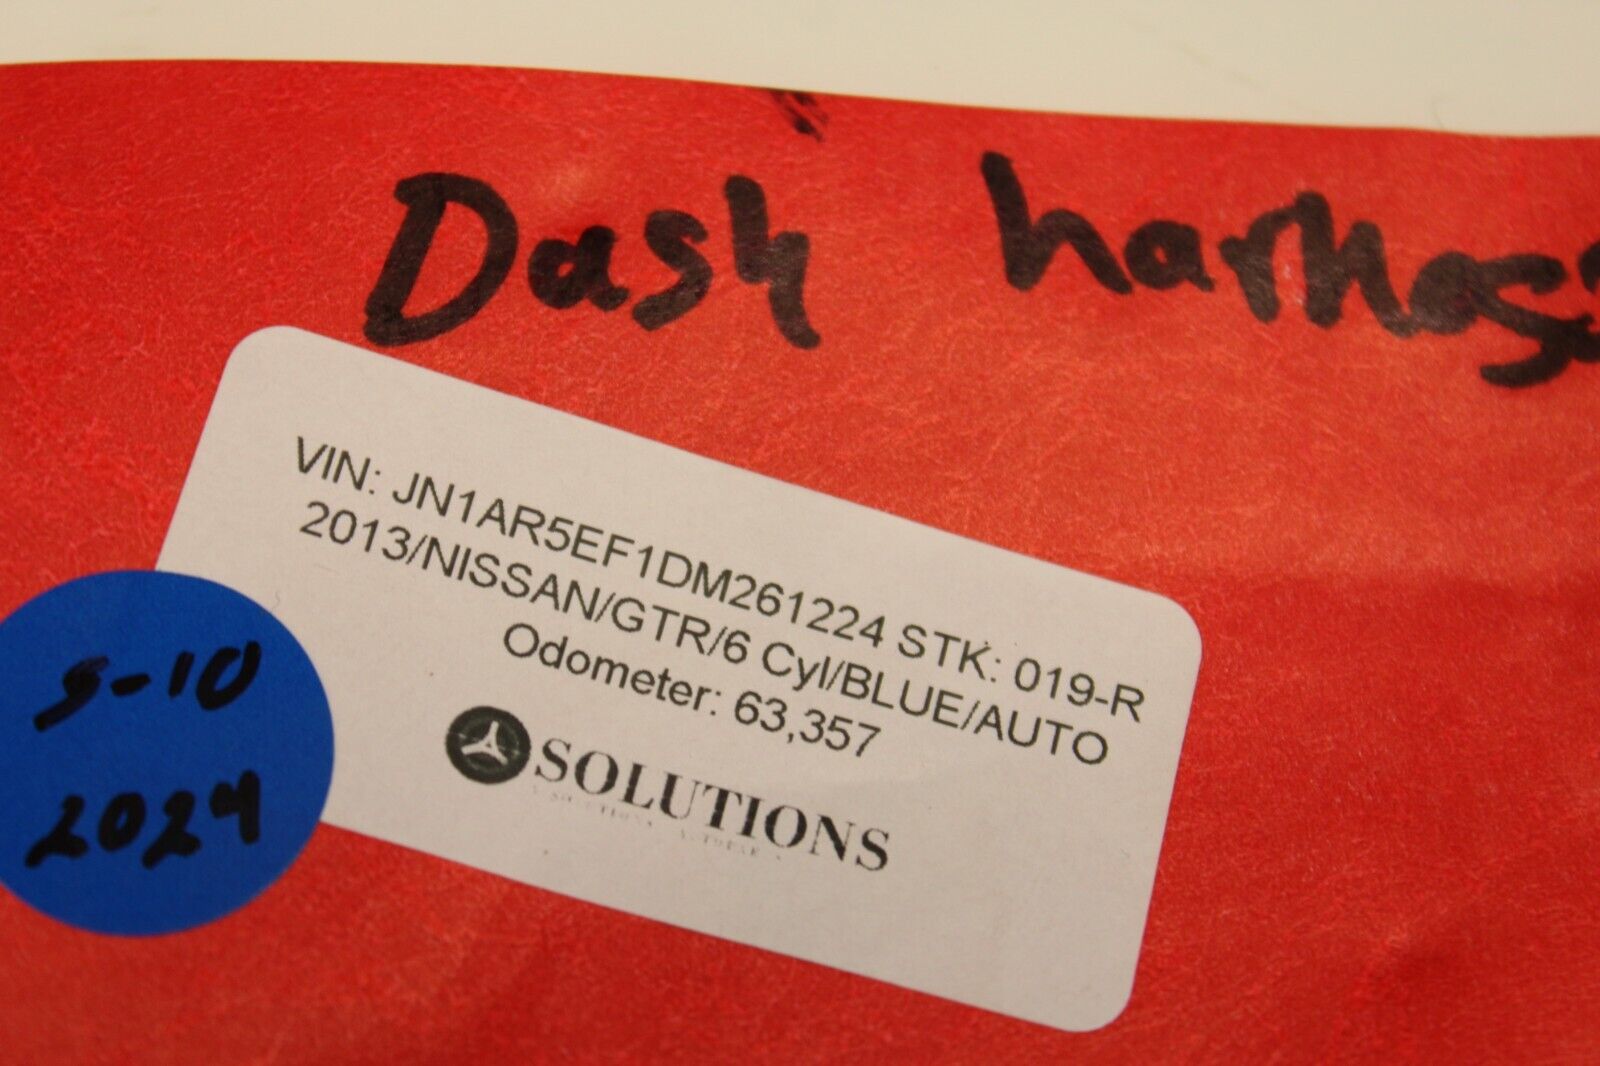 Dash harness
VIN: JN1AR5EF1DM261224 STK: 019-R
2013/NISSAN/GTR/6 Cyl/BLUE/AUTO
Odometer: 63,357
SOLUTIONS
5-10
2024